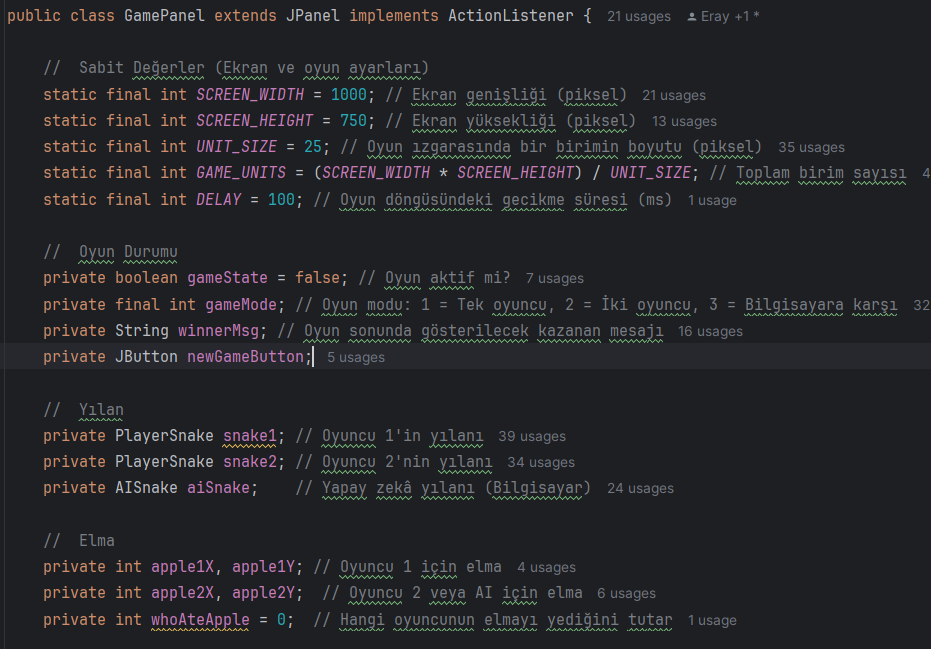 public class GamePanel extends JPanel implements ActionListener { 21 usages Eray +1 *
// Sabit Değerler (Ekran ve oyun ayarları)
static final int SCREEN_WIDTH = 1000; // Ekran genişliği (piksel) 21 usages
static final int SCREEN_HEIGHT = 750; // Ekran yüksekliği (piksel) 13 usages
static final int UNIT_SIZE = 25; // Oyun ızgarasında bir birimin boyutu (piksel) 35 usages
static final int GAME_UNITS = (SCREEN_WIDTH * SCREEN_HEIGHT) / UNIT_SIZE; // Toplam birim sayısı 4
static final int DELAY = 100; // Oyun döngüsündeki gecikme süresi (ms) 1 usage
// Oyun Durumu
private boolean gameState = false; // Oyun aktif mi? 7 usages
private final int gameMode; // Oyun modu: 1 = Tek oyuncu, 2 = İki oyuncu, 3 = Bilgisayara karşı 32
private String winnerMsg; // Oyun sonunda gösterilecek kazanan mesajı 16 usages
private JButton newGameButton; 5 usages
// Yılan
private PlayerSnake snake1; // Oyuncu 1'in yılanı 39 usages
private PlayerSnake snake2; // Oyuncu 2'nin yılanı 34 usages
private AISnake aiSnake; // Yapay zekâ yılanı (Bilgisayar) 24 usages
// Elma
private int apple1X, apple1Y; // Oyuncu 1 için elma 4 usages
private int apple2X, apple2Y; // Oyuncu 2 veya AI için elma 6 usages
private int whoAteApple = 0; // Hangi oyuncunun elmayı yediğini tutar 1 usage